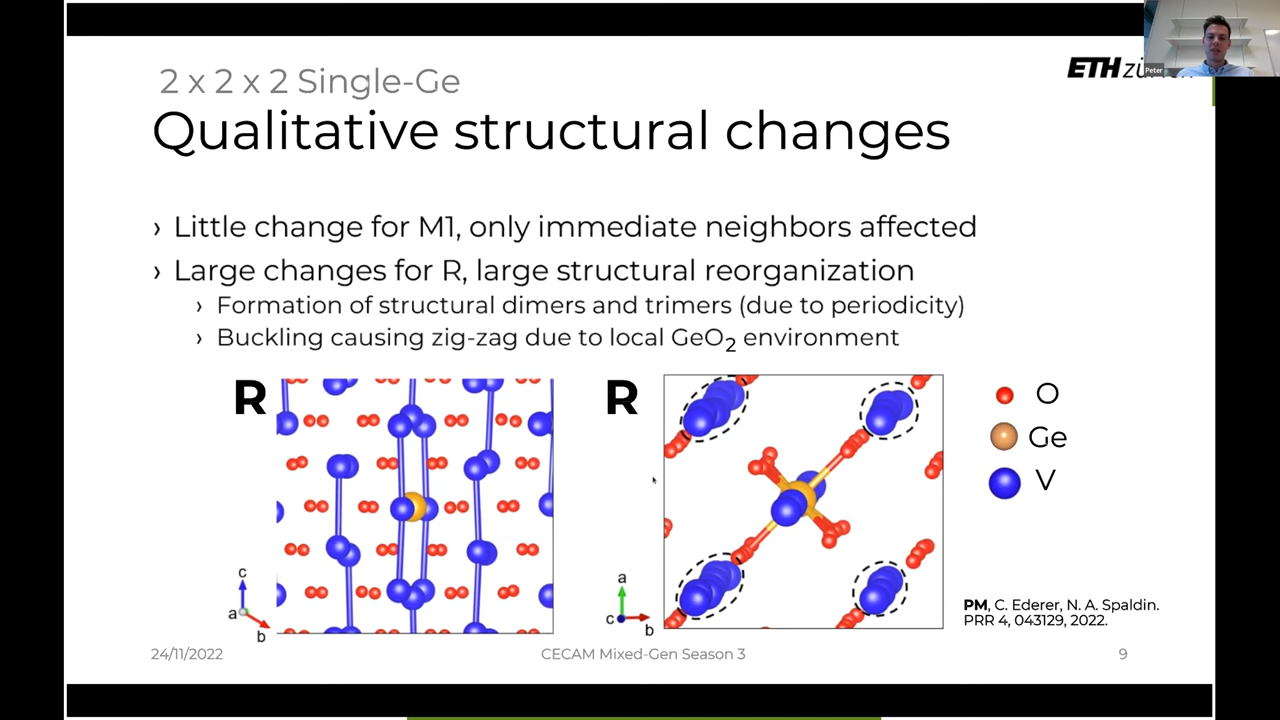 Peter
ETH zü
2 x 2 x 2 Single-Ge
Qualitative structural changes
› Little change for M1, only immediate neighbors affected
› Large changes for R, large structural reorganization
› Formation of structural dimers and trimers (due to periodicity)
› Buckling causing zig-zag due to local GeO2 environment
R
R
O
Ge
V
c
a
b
a
c
b
PM, C. Ederer, N. A. Spaldin.
PRR 4, 043129, 2022.
24/11/2022
CECAM Mixed-Gen Season 3
9